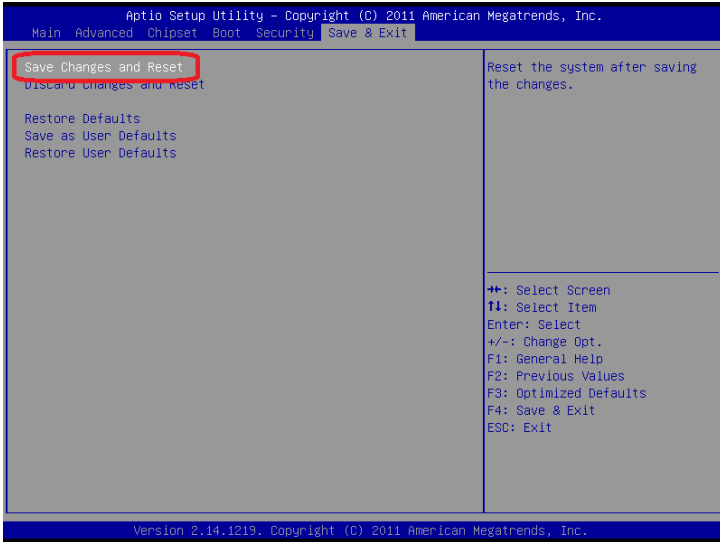 Aptio Setup Utility – Copyright (C) 2011 American Megatrends, Inc.
Main Advanced Chipset Boot Security Save & Exit
Save Changes and Reset
Discard Changes and Reset
Restore Defaults
Save as User Defaults
Restore User Defaults
Reset the system after saving
the changes.
→←: Select Screen
↑↓: Select Item
Enter: Select
+/-: Change Opt.
F1: General Help
F2: Previous Values
F3: Optimized Defaults
F4: Save & Exit
ESC: Exit
Version 2.14.1219. Copyright (C) 2011 American Megatrends, Inc.